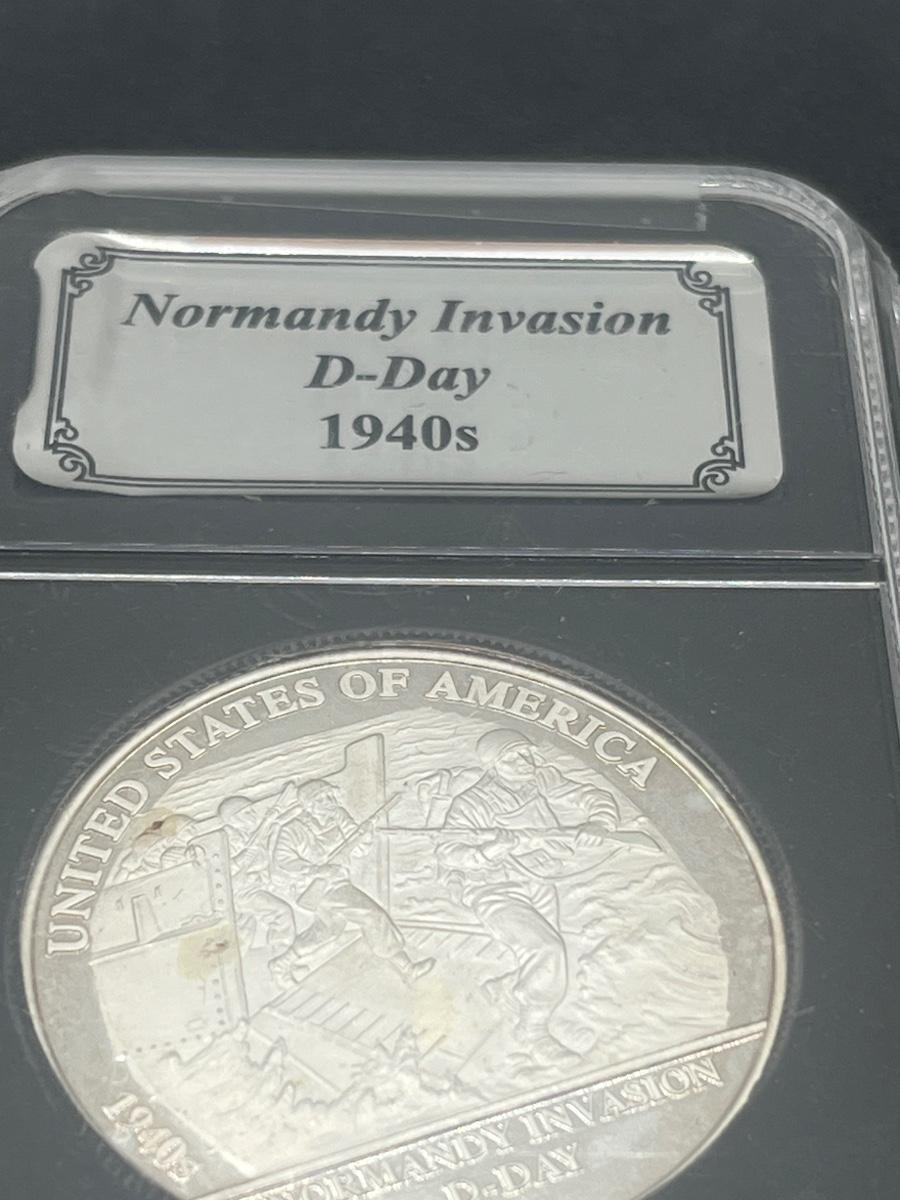 Normandy Invasion
D-Day
1940s
UNITED STATES OF AMERICA
1940s
NORMANDY INVASION
D-DAY